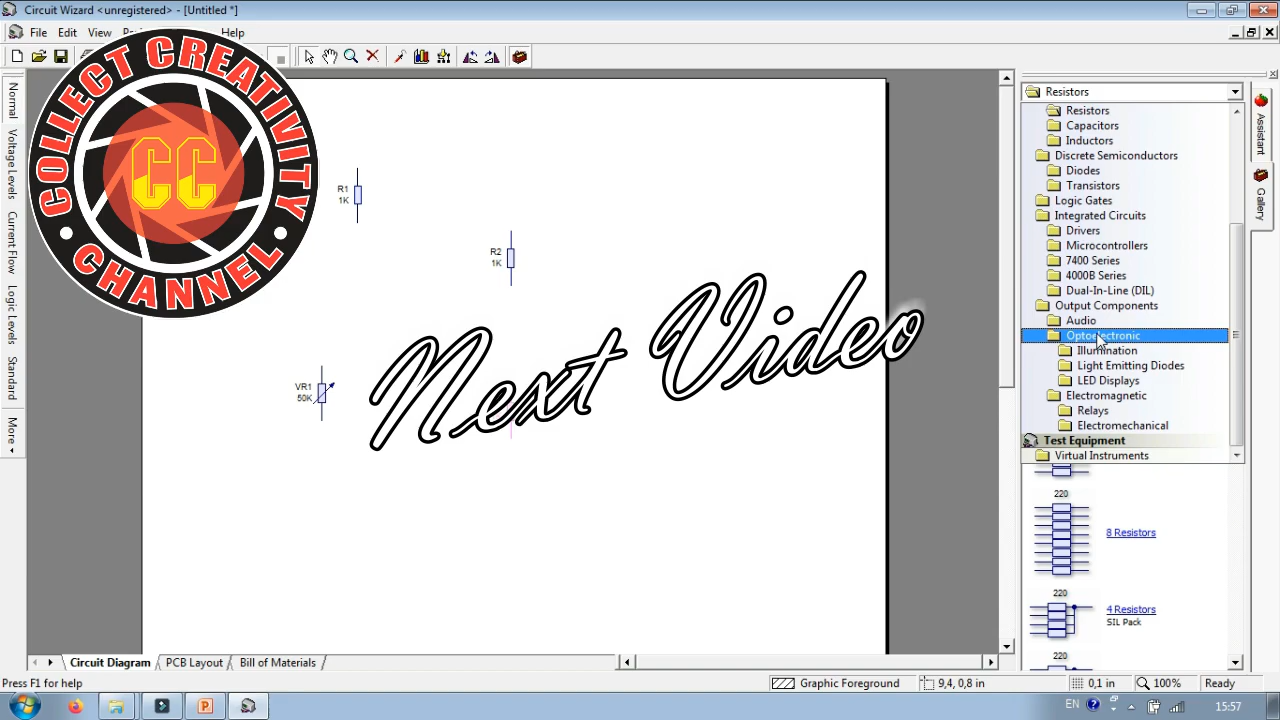 Circuit Wizard <unregistered> - [Untitled *]
File Edit View Help
COLLECT CREATIVITY
CC
CHANNEL
Normal
Voltage Levels
Current Flow
Logic Levels
Standard
More
R1
1K
R2
1K
VR1
50K
Next Video
Resistors
Resistors
Capacitors
Inductors
Discrete Semiconductors
Diodes
Transistors
Logic Gates
Integrated Circuits
Drivers
Microcontrollers
7400 Series
4000B Series
Dual-In-Line (DIL)
Output Components
Audio
Optoelectronic
Illumination
Light Emitting Diodes
LED Displays
Electromagnetic
Relays
Electromechanical
Test Equipment
Virtual Instruments
220
8 Resistors
220
4 Resistors
SIL Pack
220
Assistant
Gallery
Circuit Diagram PCB Layout Bill of Materials
Press F1 for help Graphic Foreground 9,4, 0,8 in 0,1 in 100% Ready
EN 15:57